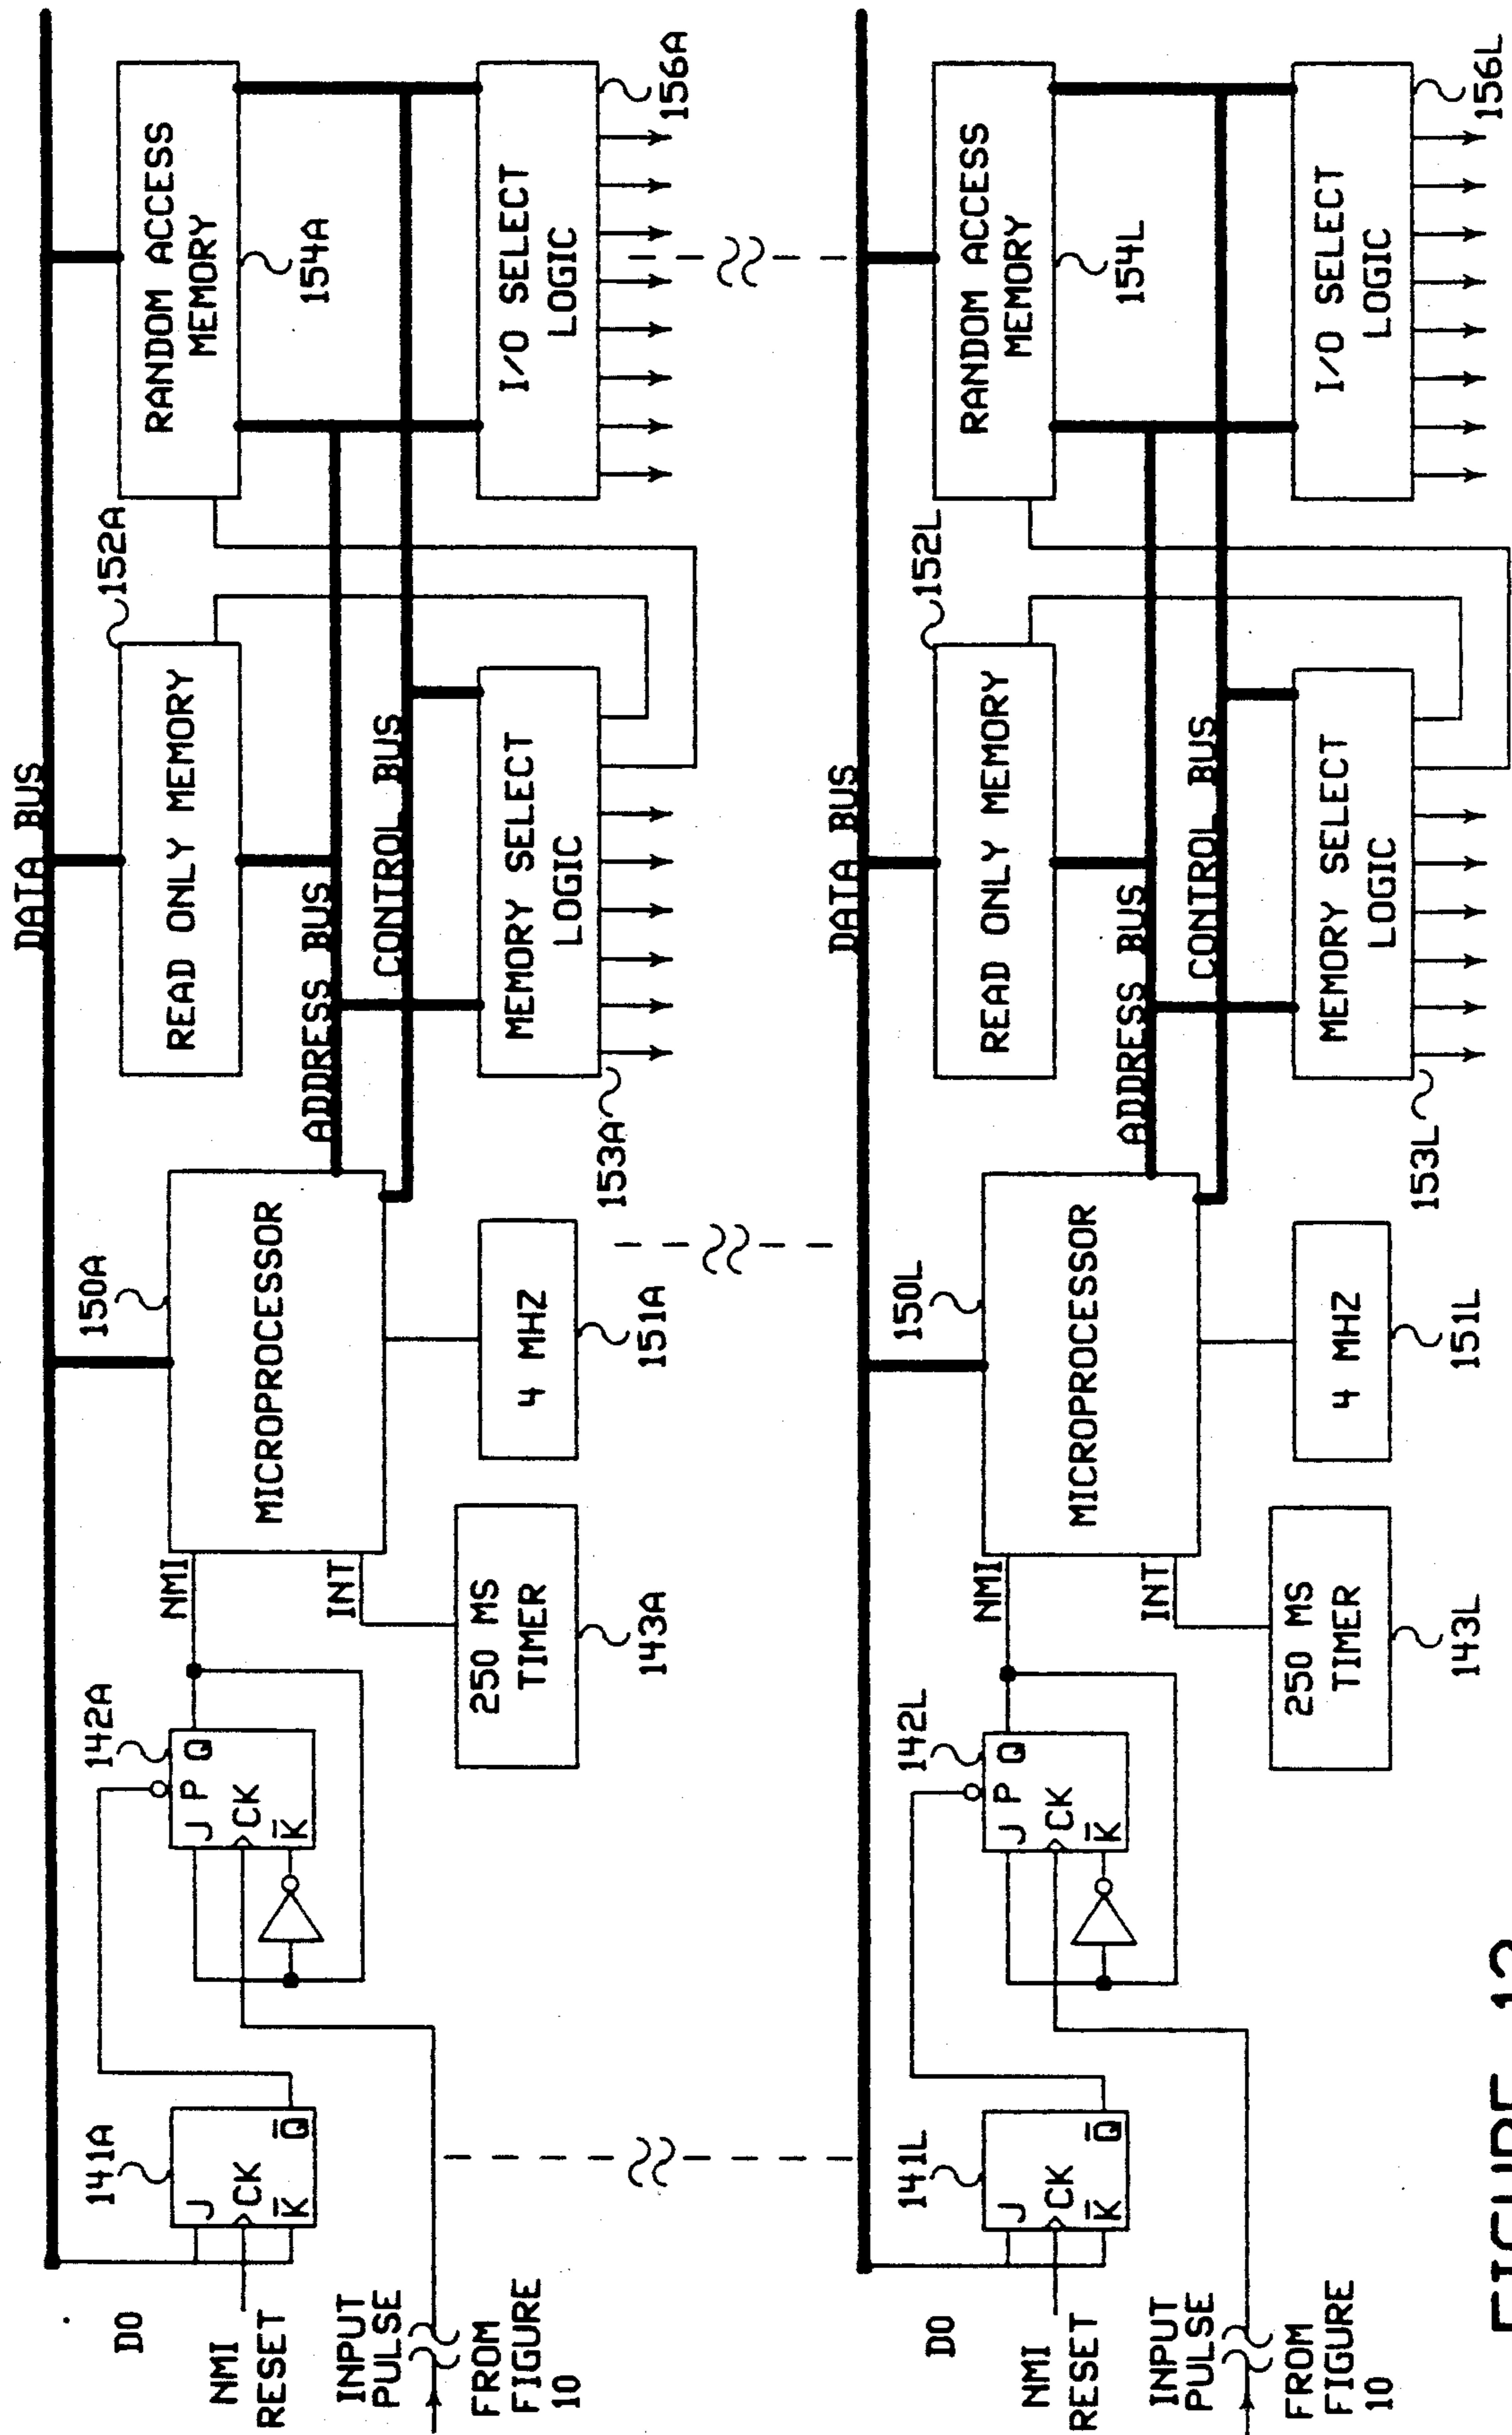 DATA BUS
150A
152A
141A
142A
D0
NMI
RESET
J
CK
K̅
Q̅
J
P
Q
CK
K̅
NMI
INT
MICROPROCESSOR
READ ONLY MEMORY
RANDOM ACCESS
MEMORY
154A
ADDRESS BUS
CONTROL BUS
INPUT
PULSE
FROM
FIGURE
10
250 MS
TIMER
143A
4 MHZ
151A
MEMORY SELECT
LOGIC
153A
I/O SELECT
LOGIC
156A
DATA BUS
150L
152L
141L
142L
D0
NMI
RESET
J
CK
K̅
Q̅
J
P
Q
CK
K̅
NMI
INT
MICROPROCESSOR
READ ONLY MEMORY
RANDOM ACCESS
MEMORY
154L
ADDRESS BUS
CONTROL BUS
INPUT
PULSE
FROM
FIGURE
10
250 MS
TIMER
143L
4 MHZ
151L
MEMORY SELECT
LOGIC
153L
I/O SELECT
LOGIC
156L
FIGURE